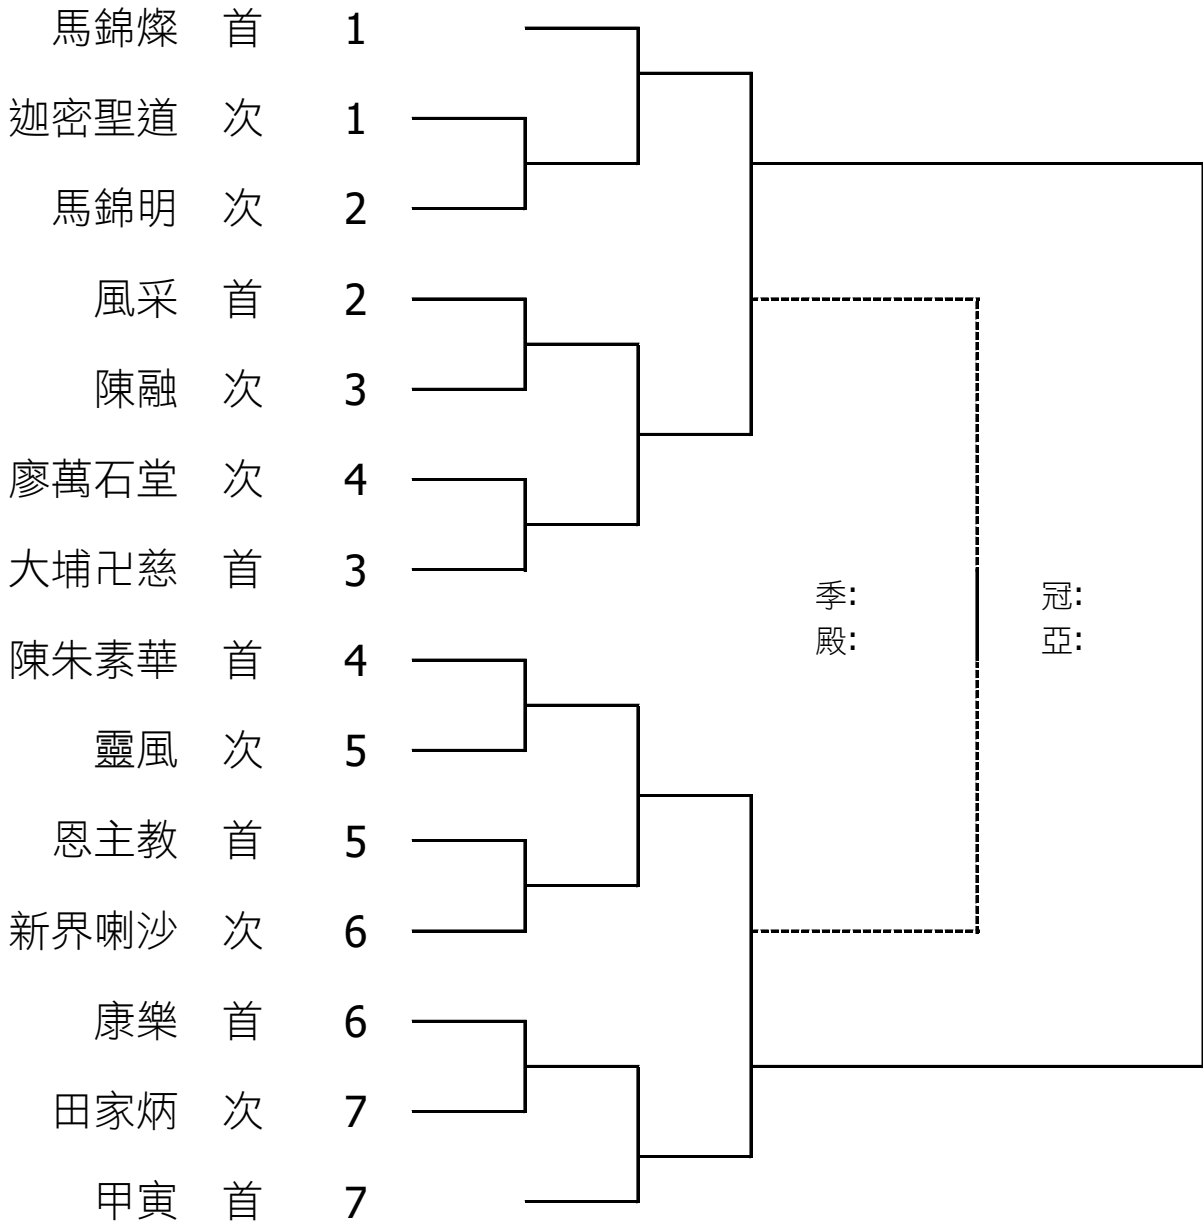 馬錦燦 首 1
迦密聖道 次 1
馬錦明 次 2
風采 首 2
陳融 次 3
廖萬石堂 次 4
大埔卍慈 首 3
季: 冠:
殿: 亞:
陳朱素華 首 4
靈風 次 5
恩主教 首 5
新界喇沙 次 6
康樂 首 6
田家炳 次 7
甲寅 首 7